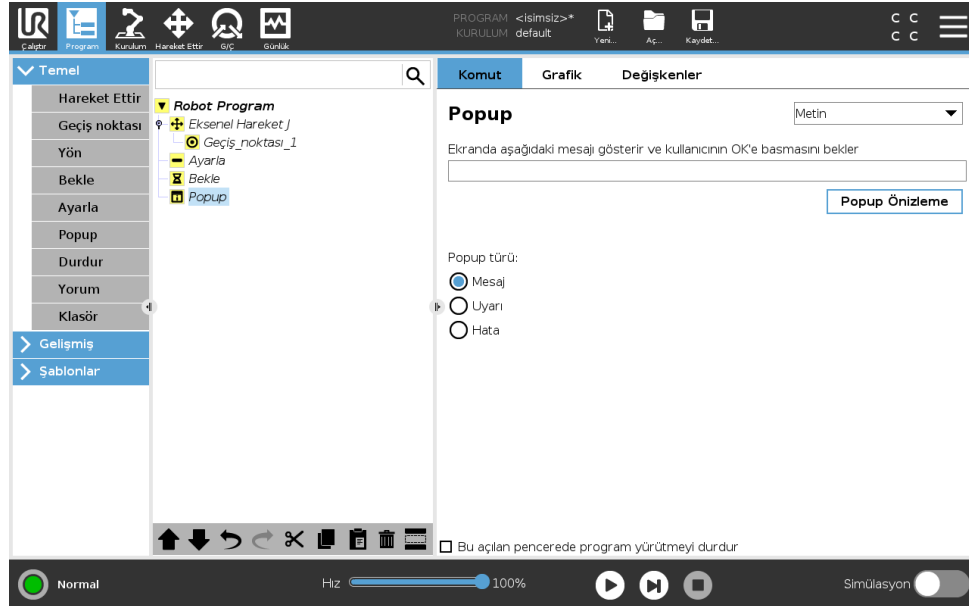 PROGRAM <isimsiz>*
KURULUM default
Çalıştır
Program
Kurulum
Hareket Ettir
G/Ç
Günlük
Yeni...
Aç...
Kaydet...
C C
C C
Temel
Hareket Ettir
Geçiş noktası
Yön
Bekle
Ayarla
Popup
Durdur
Yorum
Klasör
Gelişmiş
Şablonlar
Robot Program
Eksenel Hareket J
Geçiş_noktası_1
Ayarla
Bekle
Popup
Komut
Grafik
Değişkenler
Popup
Metin
Ekranda aşağıdaki mesajı gösterir ve kullanıcının OK'e basmasını bekler
Popup Önizleme
Popup türü:
Mesaj
Uyarı
Hata
Bu açılan pencerede program yürütmeyi durdur
Normal
Hız
100%
Simülasyon